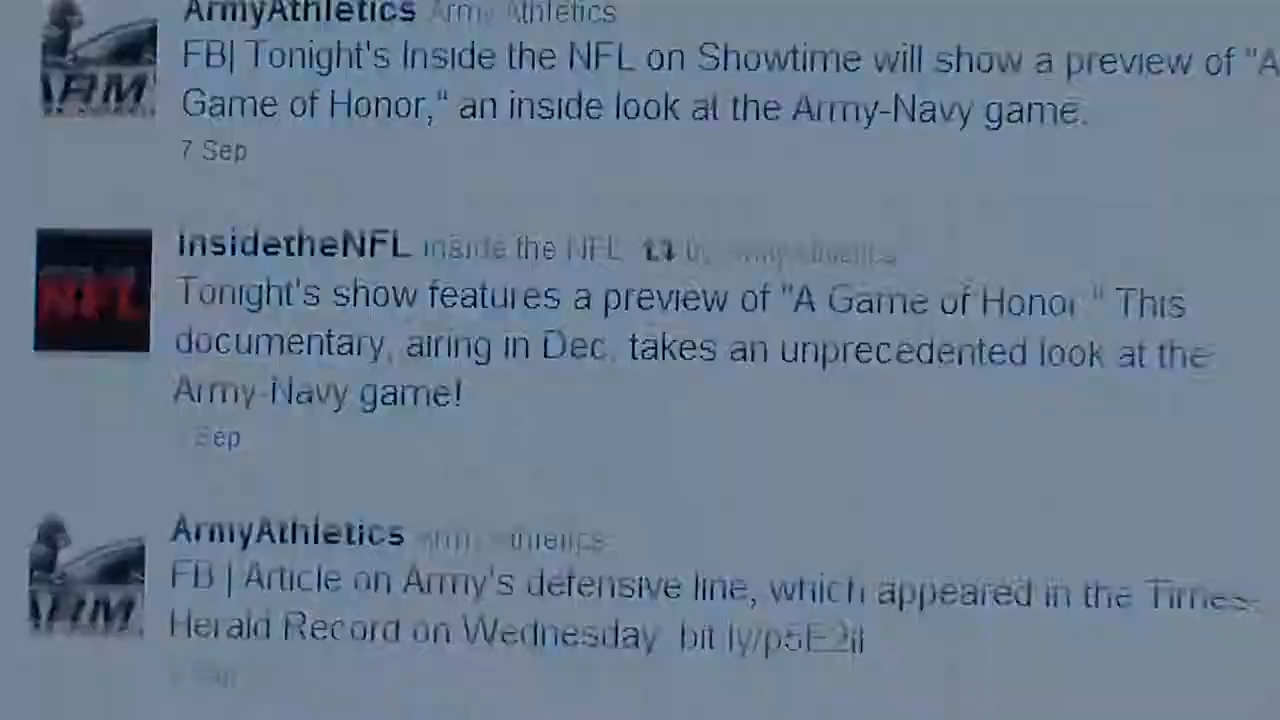 ArmyAthletics Army Athletics
FB| Tonight's Inside the NFL on Showtime will show a preview of "A
Game of Honor," an inside look at the Army-Navy game.
7 Sep
NFL
insidetheNFL inside the NFL by ArmyAthletics
Tonight's show features a preview of "A Game of Honor." This
documentary, airing in Dec, takes an unprecedented look at the
Army-Navy game!
Sep
ArmyAthletics Army Athletics
FB | Article on Army's defensive line, which appeared in the Times-
Herald Record on Wednesday